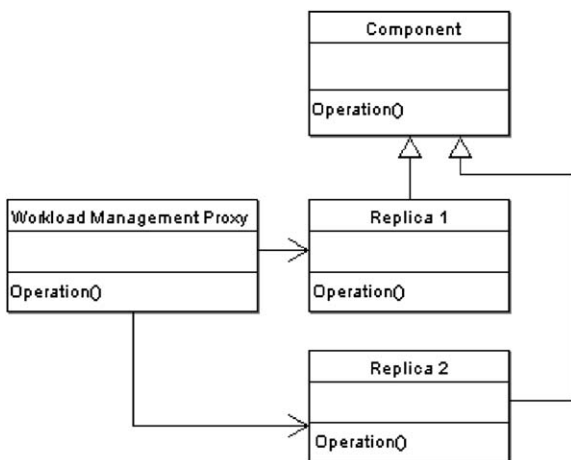 Component
Operation()
Workload Management Proxy
Operation()
Replica 1
Operation()
Replica 2
Operation()